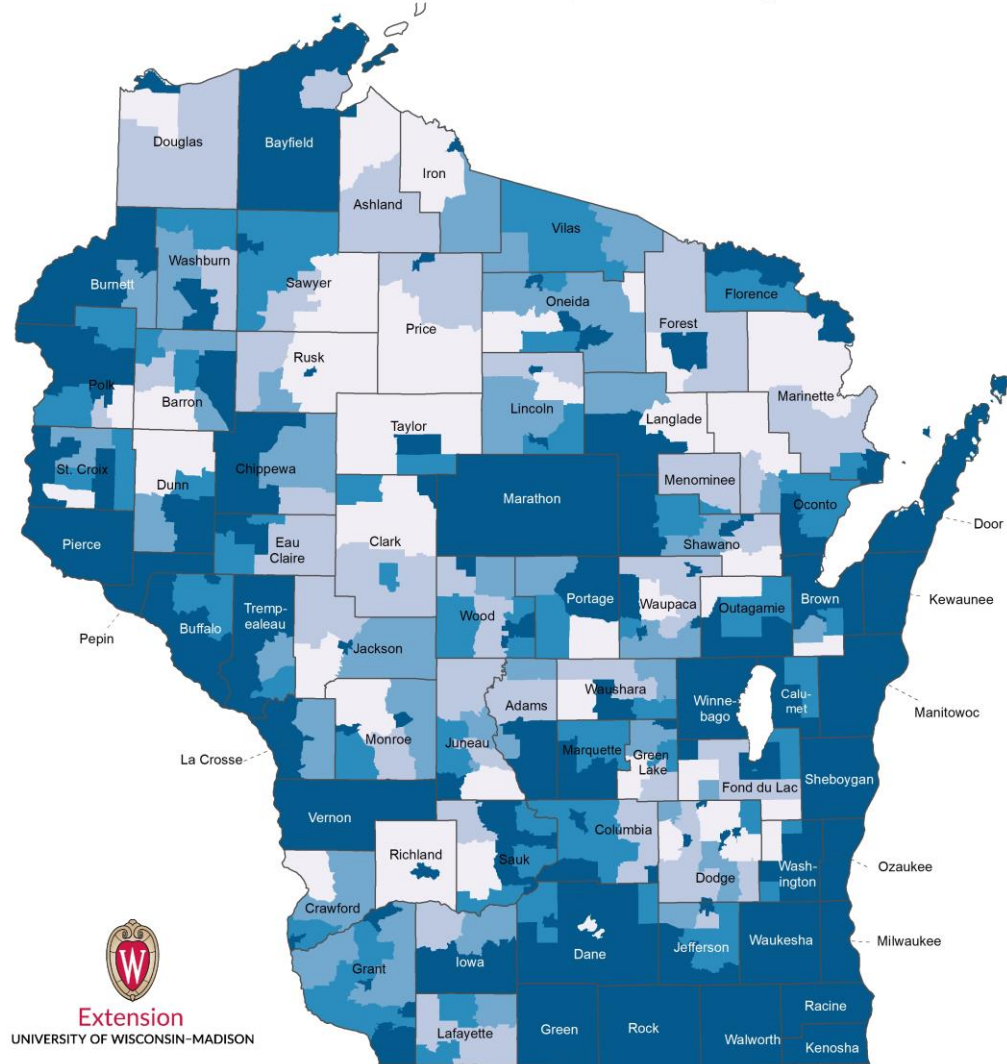 Douglas
Bayfield
Iron
Ashland
Vilas
Washburn
Burnett
Sawyer
Florence
Oneida
Price
Forest
Rusk
Polk
Barron
Marinette
Lincoln
Langlade
Taylor
St. Croix
Chippewa
Dunn
Menominee
Marathon
Oconto
Door
Pierce
Eau
Claire
Clark
Shawano
Kewaunee
Pepin
Buffalo
Tremp-
ealeau
Wood
Portage
Waupaca
Outagamie
Brown
Jackson
Adams
Waushara
Winne-
bago
Calu-
met
Manitowoc
La Crosse
Monroe
Juneau
Marquette
Green
Lake
Fond du Lac
Sheboygan
Vernon
Columbia
Richland
Sauk
Dodge
Wash-
ington
Ozaukee
Crawford
Grant
Iowa
Dane
Jefferson
Waukesha
Milwaukee
Lafayette
Green
Rock
Walworth
Racine
Kenosha
W
Extension
UNIVERSITY OF WISCONSIN–MADISON